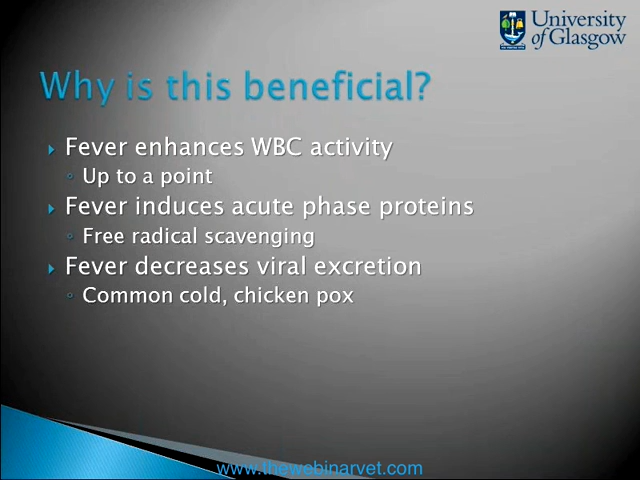 University
of Glasgow
Why is this beneficial?
Fever enhances WBC activity
Up to a point
Fever induces acute phase proteins
Free radical scavenging
Fever decreases viral excretion
Common cold, chicken pox
www.thewebinarvet.com